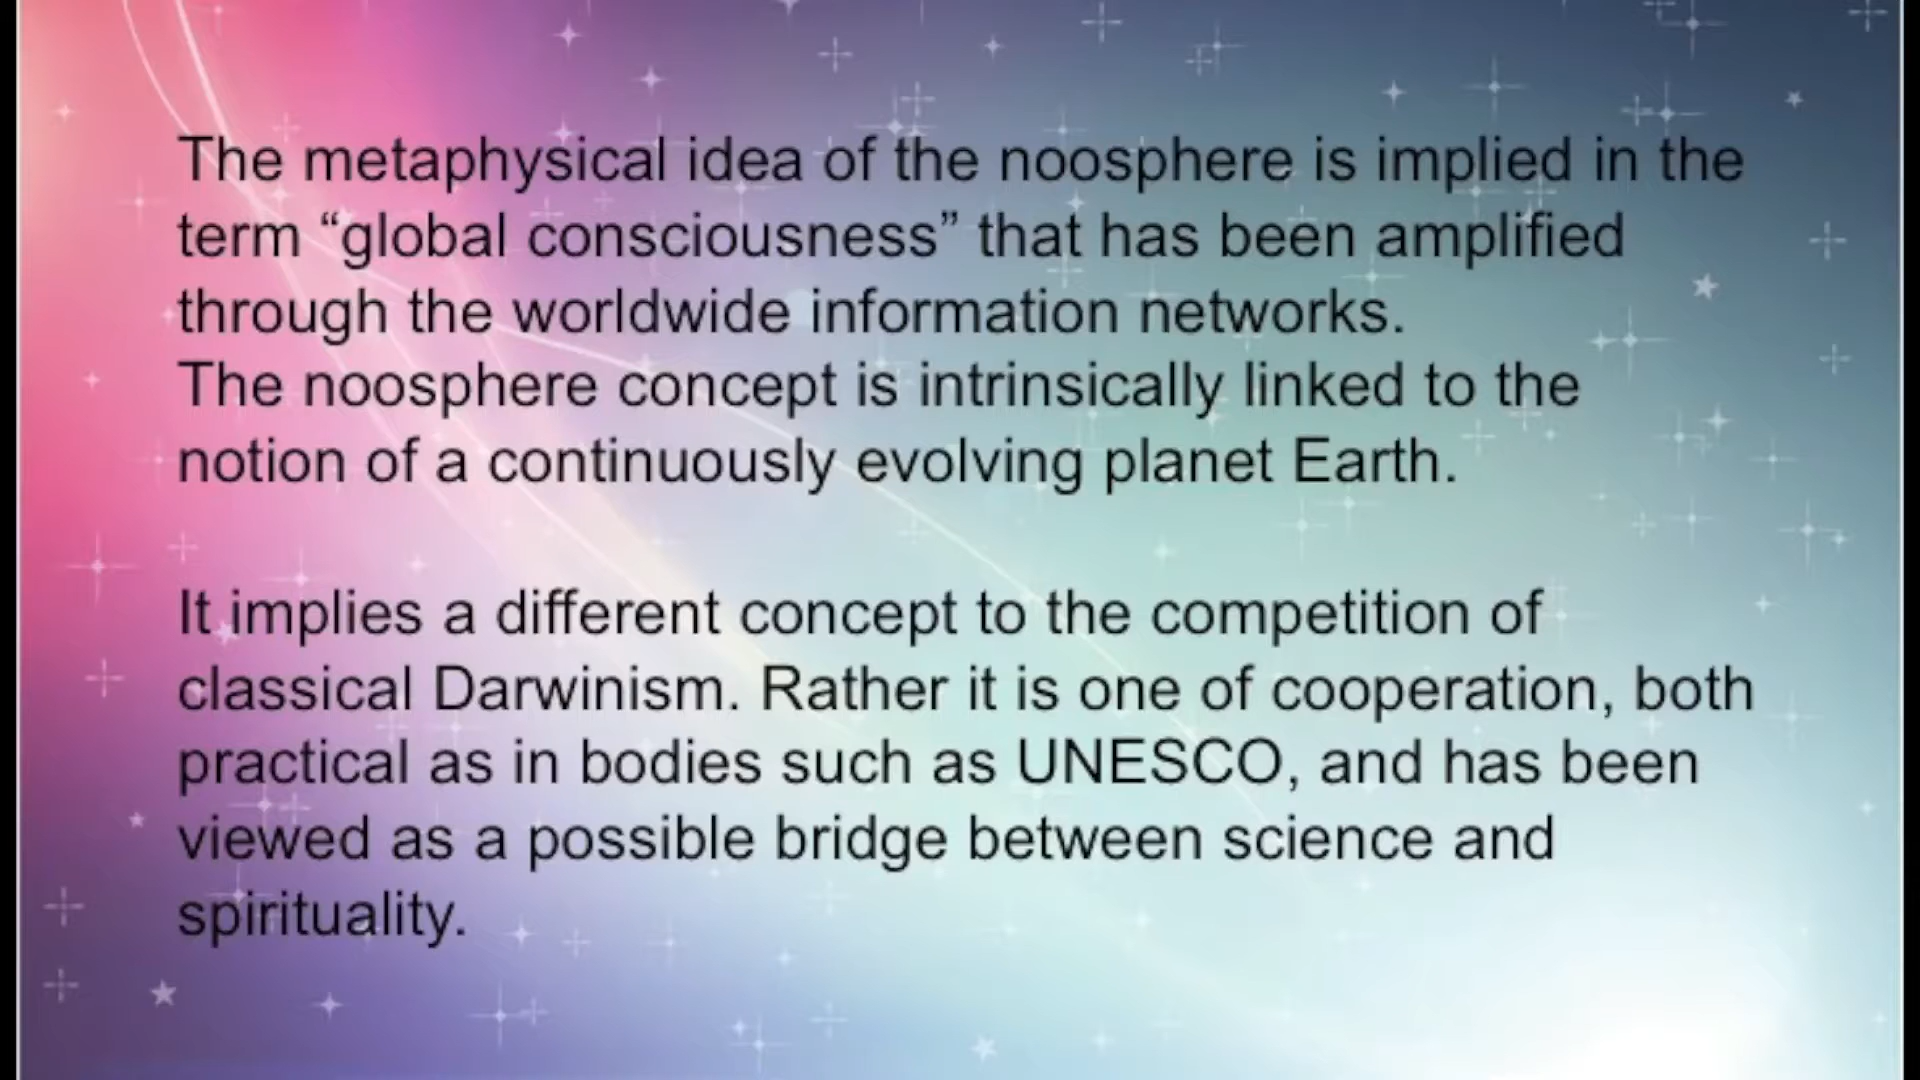 The metaphysical idea of the noosphere is implied in the
term “global consciousness” that has been amplified
through the worldwide information networks.
The noosphere concept is intrinsically linked to the
notion of a continuously evolving planet Earth.
It implies a different concept to the competition of
classical Darwinism. Rather it is one of cooperation, both
practical as in bodies such as UNESCO, and has been
viewed as a possible bridge between science and
spirituality.